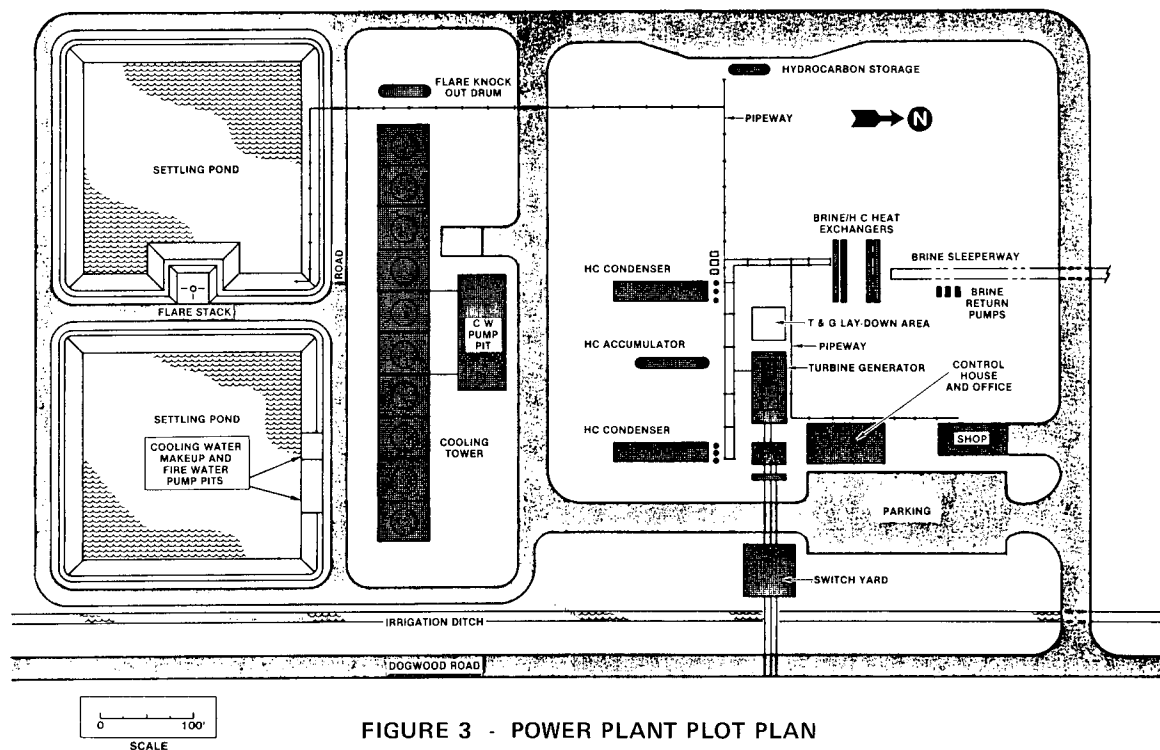 FLARE KNOCK
OUT DRUM
HYDROCARBON STORAGE
PIPEWAY
N
SETTLING POND
BRINE/H C HEAT
EXCHANGERS
ROAD
BRINE SLEEPERWAY
HC CONDENSER
BRINE
RETURN
PUMPS
FLARE STACK
C W
PUMP
PIT
T & G LAY-DOWN AREA
HC ACCUMULATOR
PIPEWAY
TURBINE GENERATOR
CONTROL
HOUSE
AND OFFICE
SETTLING POND
COOLING WATER
MAKEUP AND
FIRE WATER
PUMP PITS
COOLING
TOWER
HC CONDENSER
SHOP
PARKING
SWITCH YARD
IRRIGATION DITCH
DOGWOOD ROAD
0 100'
SCALE
FIGURE 3 - POWER PLANT PLOT PLAN